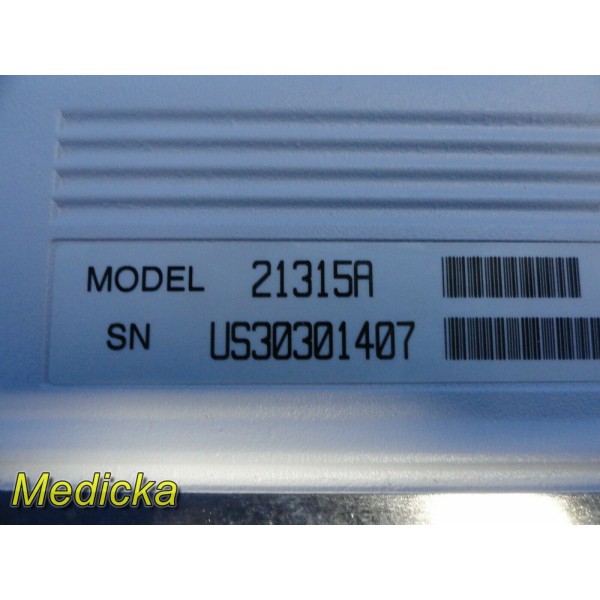 MODEL 21315A
SN US30301407
Medicka